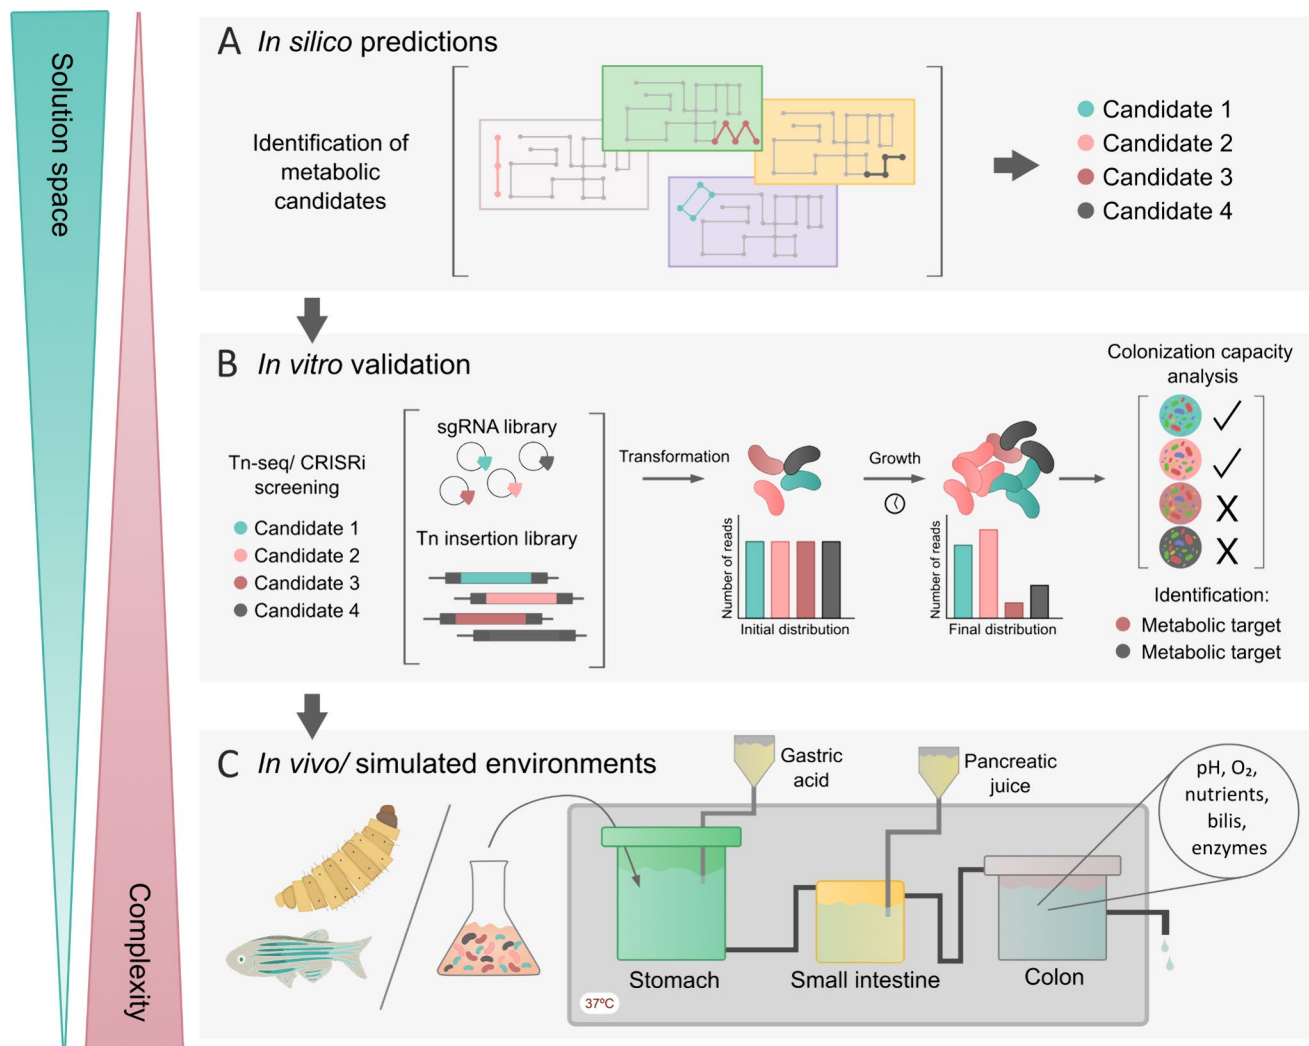 Solution space
Complexity
A In silico predictions
Identification of
metabolic
candidates
Candidate 1
Candidate 2
Candidate 3
Candidate 4
B In vitro validation
Tn-seq/ CRISRi
screening
Candidate 1
Candidate 2
Candidate 3
Candidate 4
sgRNA library
Tn insertion library
Transformation
Number of reads
Initial distribution
Growth
Number of reads
Final distribution
Colonization capacity
analysis
Identification:
Metabolic target
Metabolic target
C In vivo/ simulated environments
Gastric
acid
Pancreatic
juice
pH, O₂,
nutrients,
bilis,
enzymes
Stomach
Small intestine
Colon
37ºC